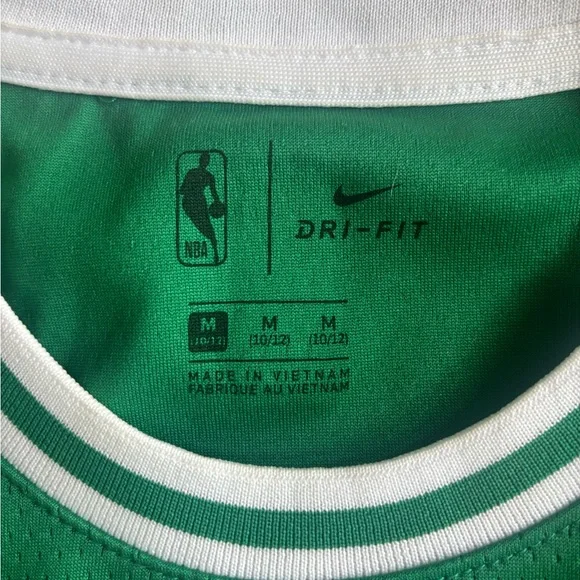 NBA
DRI-FIT
M M M
(10/12) (10/12) (10/12)
MADE IN VIETNAM
FABRIQUE AU VIETNAM